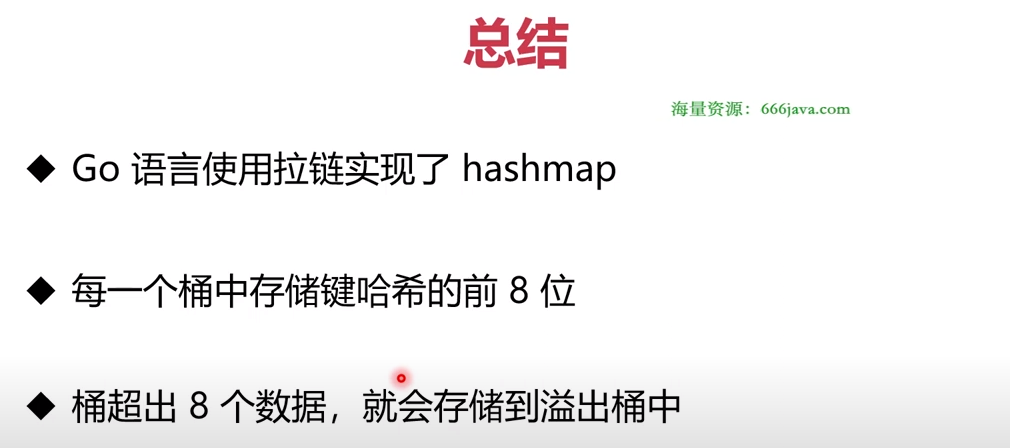 总结
海量资源：666java.com
◆ Go 语言使用拉链实现了 hashmap
◆ 每一个桶中存储键哈希的前 8 位
◆ 桶超出 8 个数据，就会存储到溢出桶中